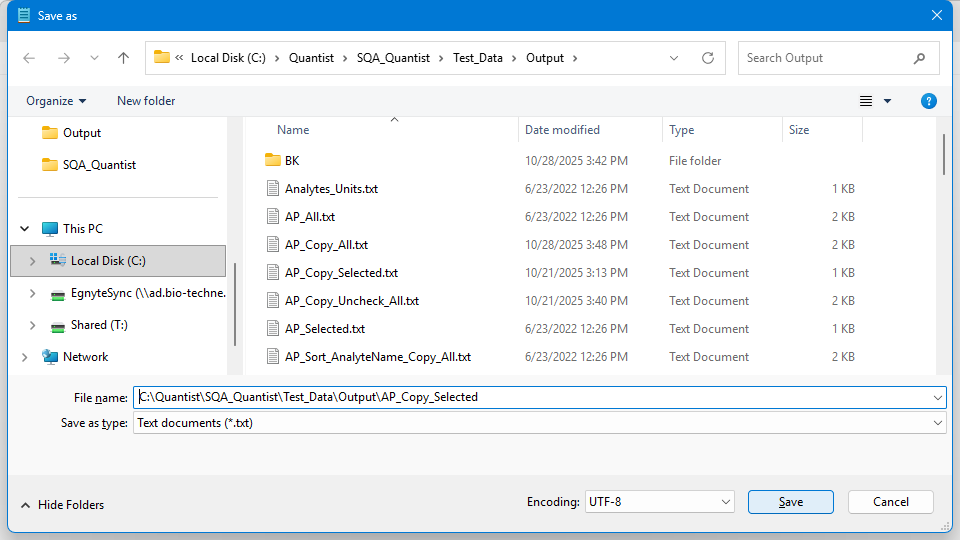 Save as
« Local Disk (C:) › Quantist › SQA_Quantist › Test_Data › Output ›
Search Output
Organize
New folder
?
Output
SQA_Quantist
This PC
Local Disk (C:)
EgnyteSync (\\ad.bio-techne.
Shared (T:)
Network
Name Date modified Type Size
BK 10/28/2025 3:42 PM File folder
Analytes_Units.txt 6/23/2022 12:26 PM Text Document 1 KB
AP_All.txt 6/23/2022 12:26 PM Text Document 2 KB
AP_Copy_All.txt 10/28/2025 3:48 PM Text Document 2 KB
AP_Copy_Selected.txt 10/21/2025 3:13 PM Text Document 1 KB
AP_Copy_Uncheck_All.txt 10/21/2025 3:40 PM Text Document 2 KB
AP_Selected.txt 6/23/2022 12:26 PM Text Document 1 KB
AP_Sort_AnalyteName_Copy_All.txt 6/23/2022 12:26 PM Text Document 2 KB
File name: C:\Quantist\SQA_Quantist\Test_Data\Output\AP_Copy_Selected
Save as type: Text documents (*.txt)
Hide Folders
Encoding: UTF-8
Save
Cancel